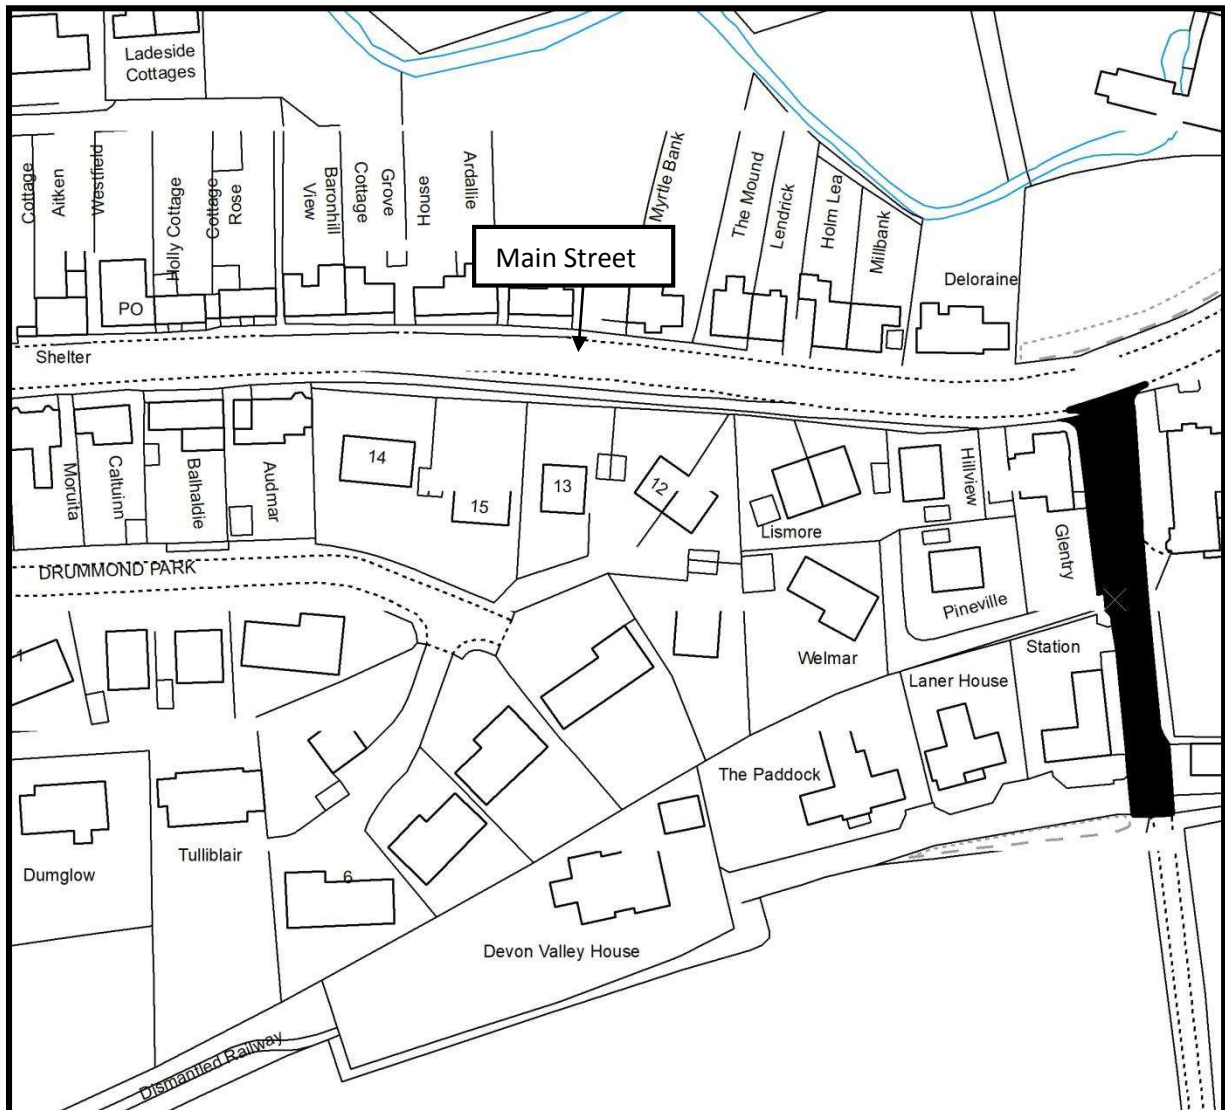 Ladeside
Cottages
Cottage
Aitken
Westfield
Holly Cottage
Cottage
Rose
View
Baronhill
Cottage
Grove
House
Ardallie
Myrtle Bank
The Mound
Lendrick
Holm Lea
Millbank
Main Street
Deloraine
PO
Shelter
Moruita
Caltuinn
Balhaldie
Audmar
14
15
13
12
Lismore
Hillview
Glentry
DRUMMOND PARK
Pineville
1
Welmar
Station
Laner House
The Paddock
Dumglow
Tulliblair
6
Devon Valley House
Dismantled Railway